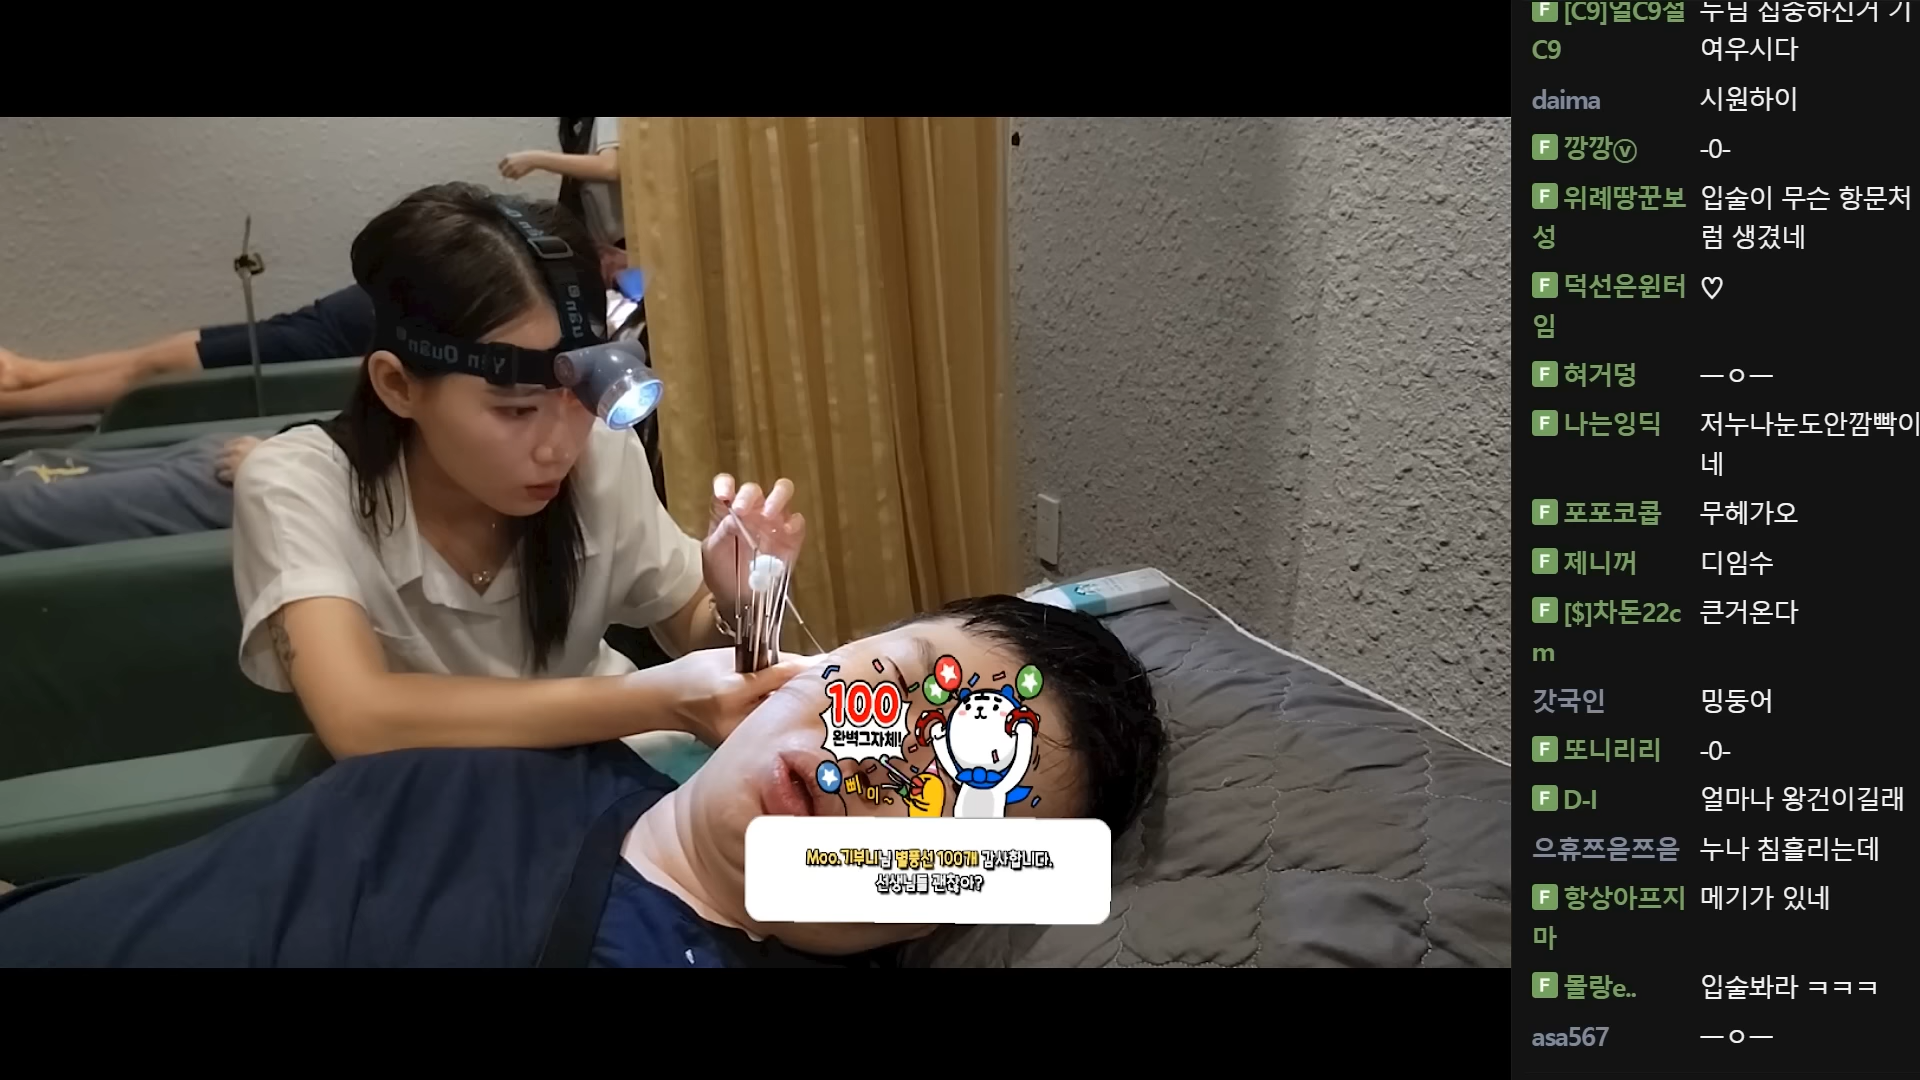 Yen Quang
100
완벽그자체!
삐
이~
Moo.기부니님 별풍선 100개 감사합니다.
선생님들 괜찮아?
F [C9]얼C9설C9 누님 집중하신거 기
여우시다
daima 시원하이
F 깡깡ⓥ -0-
F 위례땅꾼보 입술이 무슨 항문처
성 럼 생겼네
F 덕선은윈터 ♡
임
F 혀거덩 ㅡㅇㅡ
F 나는잉딕 저누나눈도안깜빡이
네
F 포포코콥 무헤가오
F 제니꺼 디임수
F [$]차돈22c 큰거온다
m
갓국인 밍둥어
F 또니리리 -0-
F D-I 얼마나 왕건이길래
으휴쯔읃쯔읃 누나 침흘리는데
F 항상아프지 메기가 있네
마
F 몰랑e.. 입술봐라 ㅋㅋㅋ
asa567 ㅡㅇㅡ